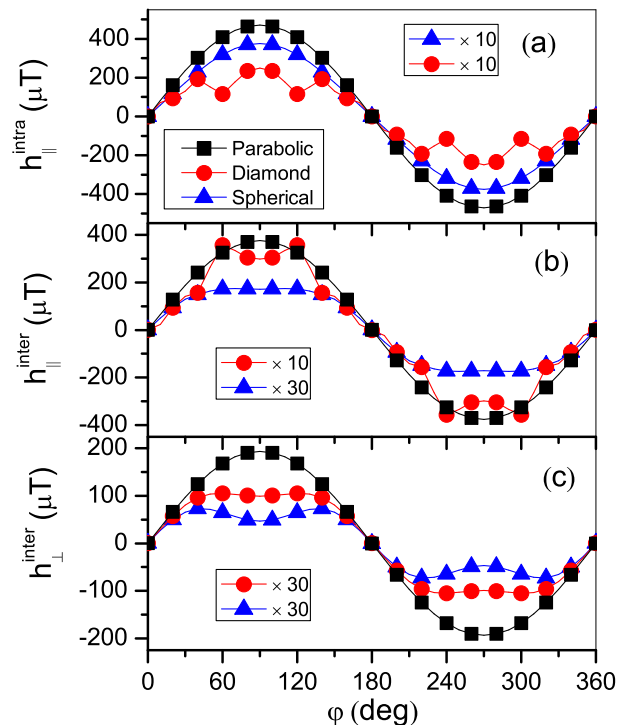 (a)
× 10
× 10
h∥^intra (μT)
400
200
0
-200
-400
Parabolic
Diamond
Spherical
(b)
h∥^inter (μT)
400
200
0
-200
-400
× 10
× 30
(c)
h⊥^inter (μT)
200
100
0
-100
-200
× 30
× 30
0 60 120 180 240 300 360
φ (deg)